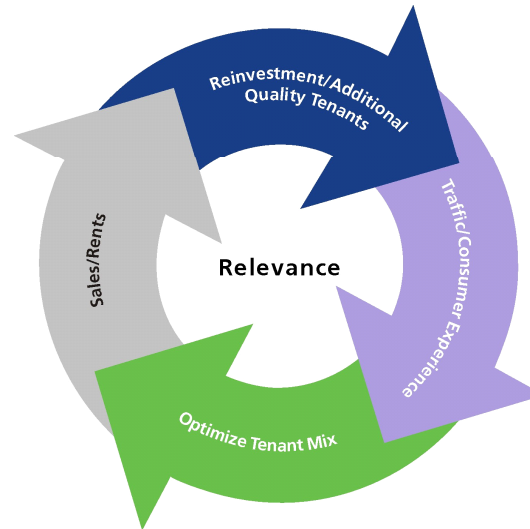 Reinvestment/Additional
Quality Tenants
Traffic/Consumer Experience
Relevance
Sales/Rents
Optimize Tenant Mix